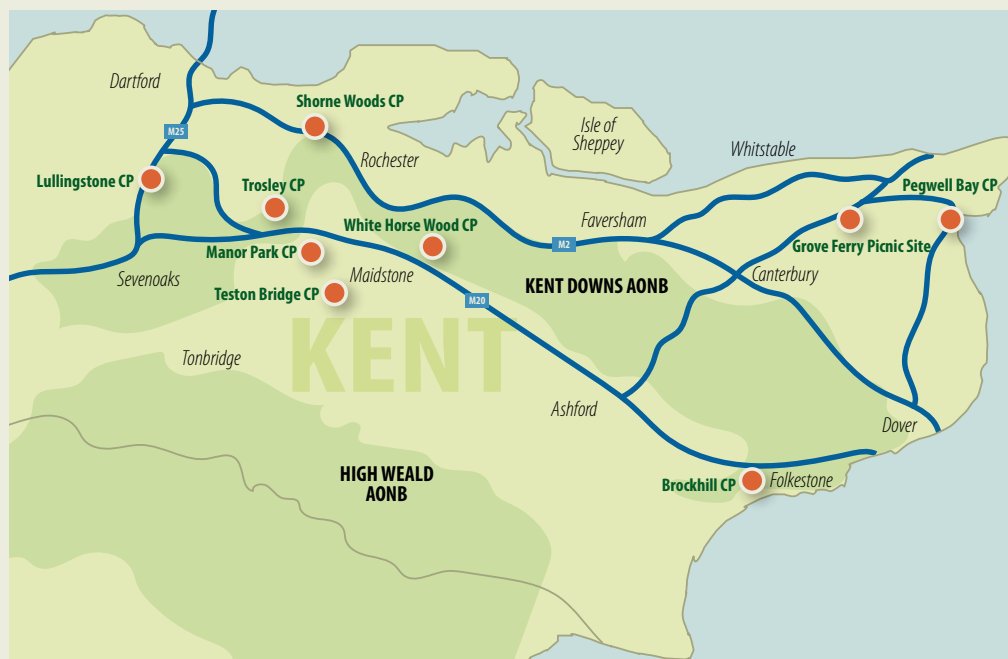 Dartford
Shorne Woods CP
M25
Isle of
Sheppey
Whitstable
Rochester
Lullingstone CP
Trosley CP
Pegwell Bay CP
White Horse Wood CP
Faversham
Grove Ferry Picnic Site
M2
Manor Park CP
Sevenoaks
Maidstone
Canterbury
KENT DOWNS AONB
Teston Bridge CP
M20
KENT
Tonbridge
Ashford
Dover
HIGH WEALD
AONB
Brockhill CP
Folkestone